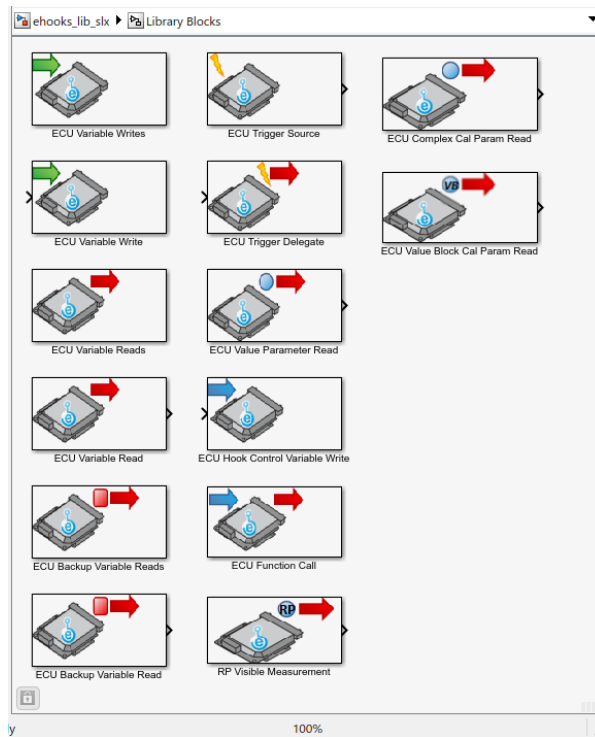 ehooks_lib_slx Library Blocks
ECU Variable Writes
ECU Trigger Source
ECU Complex Cal Param Read
ECU Variable Write
ECU Trigger Delegate
VB
ECU Value Block Cal Param Read
ECU Variable Reads
ECU Value Parameter Read
ECU Variable Read
ECU Hook Control Variable Write
ECU Backup Variable Reads
ECU Function Call
ECU Backup Variable Read
RP
RP Visible Measurement
y
100%